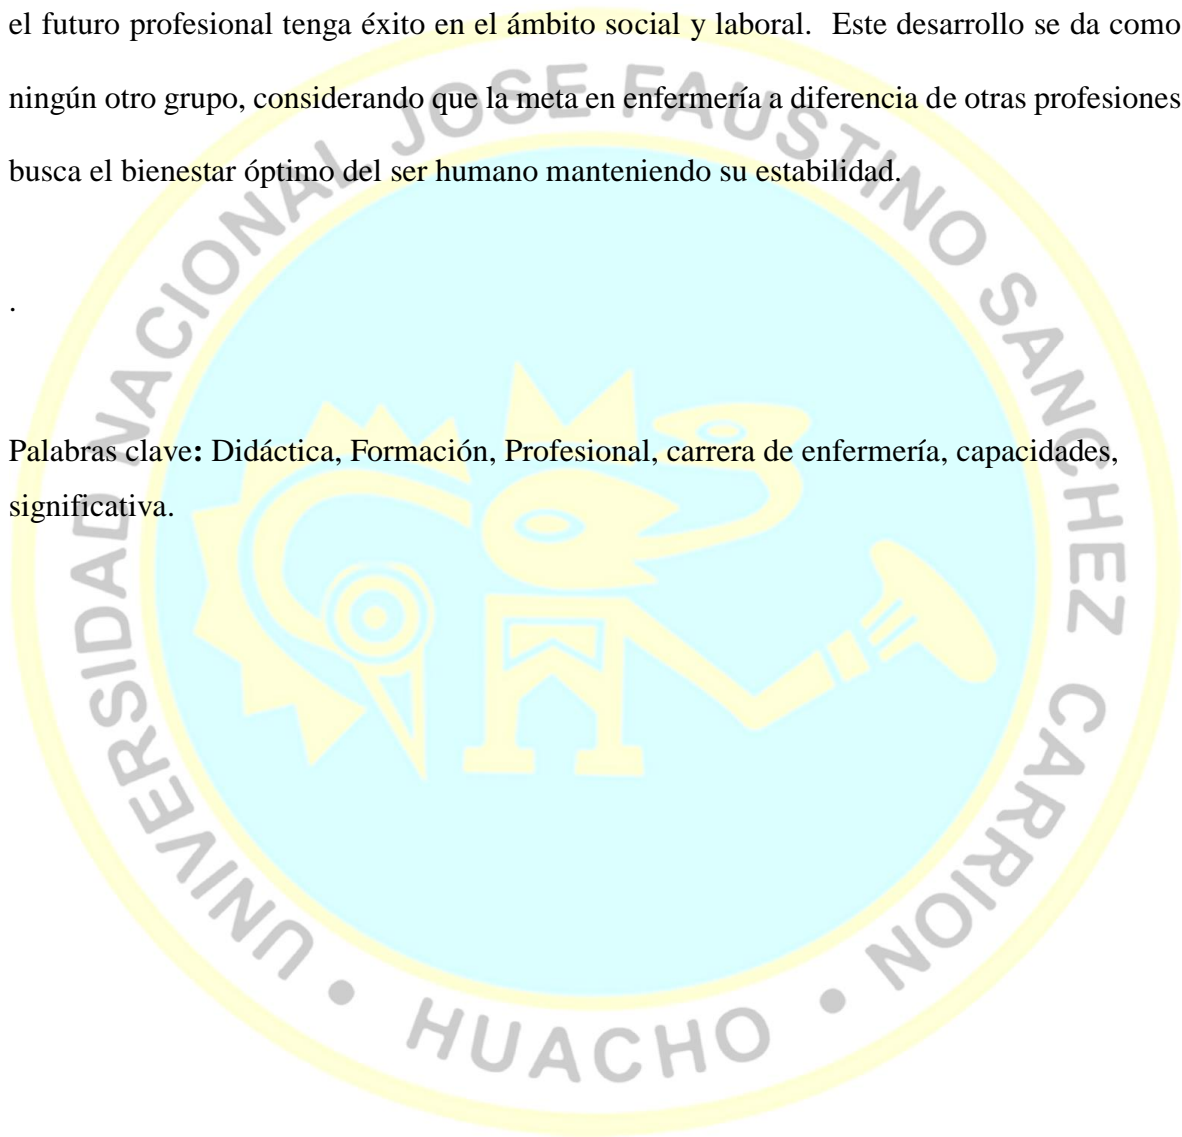 el futuro profesional tenga éxito en el ámbito social y laboral.  Este desarrollo se da como
ningún otro grupo, considerando que la meta en enfermería a diferencia de otras profesiones
busca el bienestar óptimo del ser humano manteniendo su estabilidad.
.
Palabras clave: Didáctica, Formación, Profesional, carrera de enfermería, capacidades,
significativa.
UNIVERSIDAD NACIONAL JOSE FAUSTINO SANCHEZ CARRION • HUACHO •